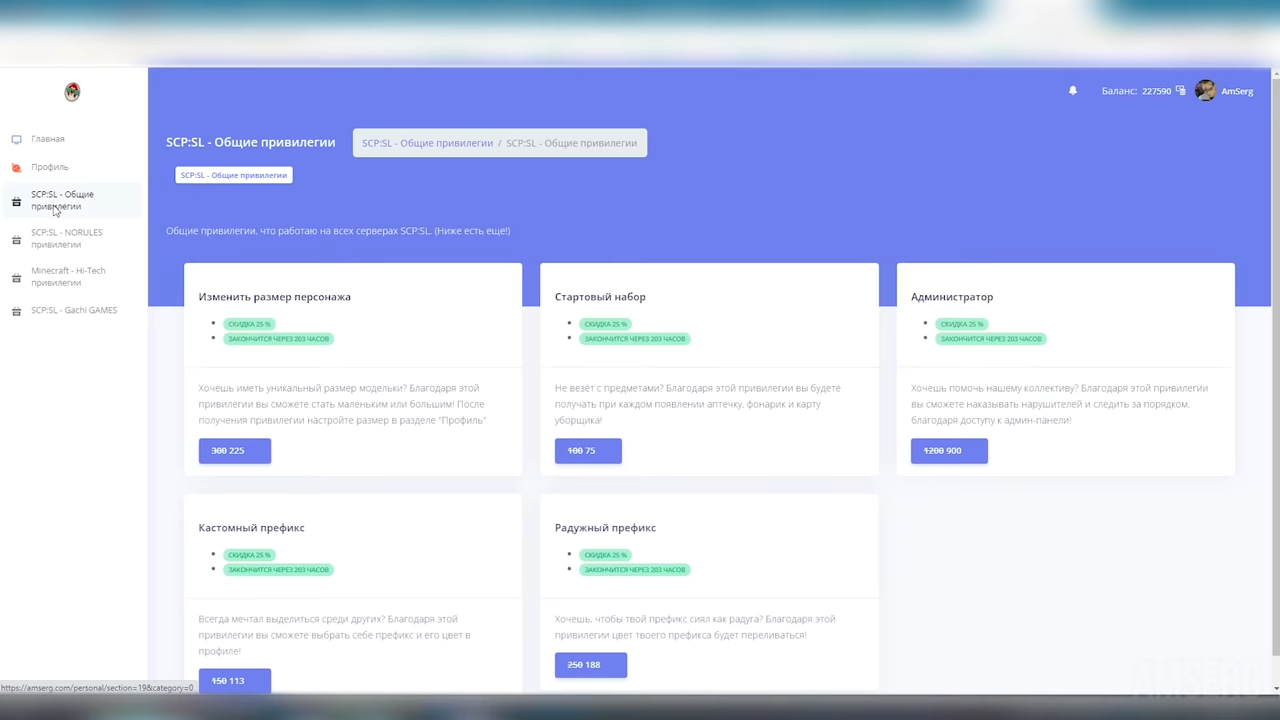 Баланс: 227590
AmSerg
Главная
Профиль
SCP:SL - Общие
привилегии
SCP:SL - NORULES
привилегии
Minecraft - Hi-Tech
привилегии
SCP:SL - Gachi GAMES
SCP:SL - Общие привилегии
SCP:SL - Общие привилегии / SCP:SL - Общие привилегии
SCP:SL - Общие привилегии
Общие привилегии, что работаю на всех серверах SCP:SL. (Ниже есть еще!)
Изменить размер персонажа
СКИДКА 25 %
ЗАКОНЧИТСЯ ЧЕРЕЗ 203 ЧАСОВ
Хочешь иметь уникальный размер модельки? Благодаря этой
привилегии вы сможете стать маленьким или большим! После
получения привилегии настройте размер в разделе "Профиль"
300 225
Стартовый набор
СКИДКА 25 %
ЗАКОНЧИТСЯ ЧЕРЕЗ 203 ЧАСОВ
Не везёт с предметами? Благодаря этой привилегии вы будете
получать при каждом появлении аптечку, фонарик и карту
уборщика!
100 75
Администратор
СКИДКА 25 %
ЗАКОНЧИТСЯ ЧЕРЕЗ 203 ЧАСОВ
Хочешь помочь нашему коллективу? Благодаря этой привилегии
вы сможете наказывать нарушителей и следить за порядком,
благодаря доступу к админ-панели!
1200 900
Кастомный префикс
СКИДКА 25 %
ЗАКОНЧИТСЯ ЧЕРЕЗ 203 ЧАСОВ
Всегда мечтал выделиться среди других? Благодаря этой
привилегии вы сможете выбрать себе префикс и его цвет в
профиле!
150 113
Радужный префикс
СКИДКА 25 %
ЗАКОНЧИТСЯ ЧЕРЕЗ 203 ЧАСОВ
Хочешь, чтобы твой префикс сиял как радуга? Благодаря этой
привилегии цвет твоего префикса будет переливаться!
250 188
https://amserg.com/personal/section=19&category=0
AMSERG